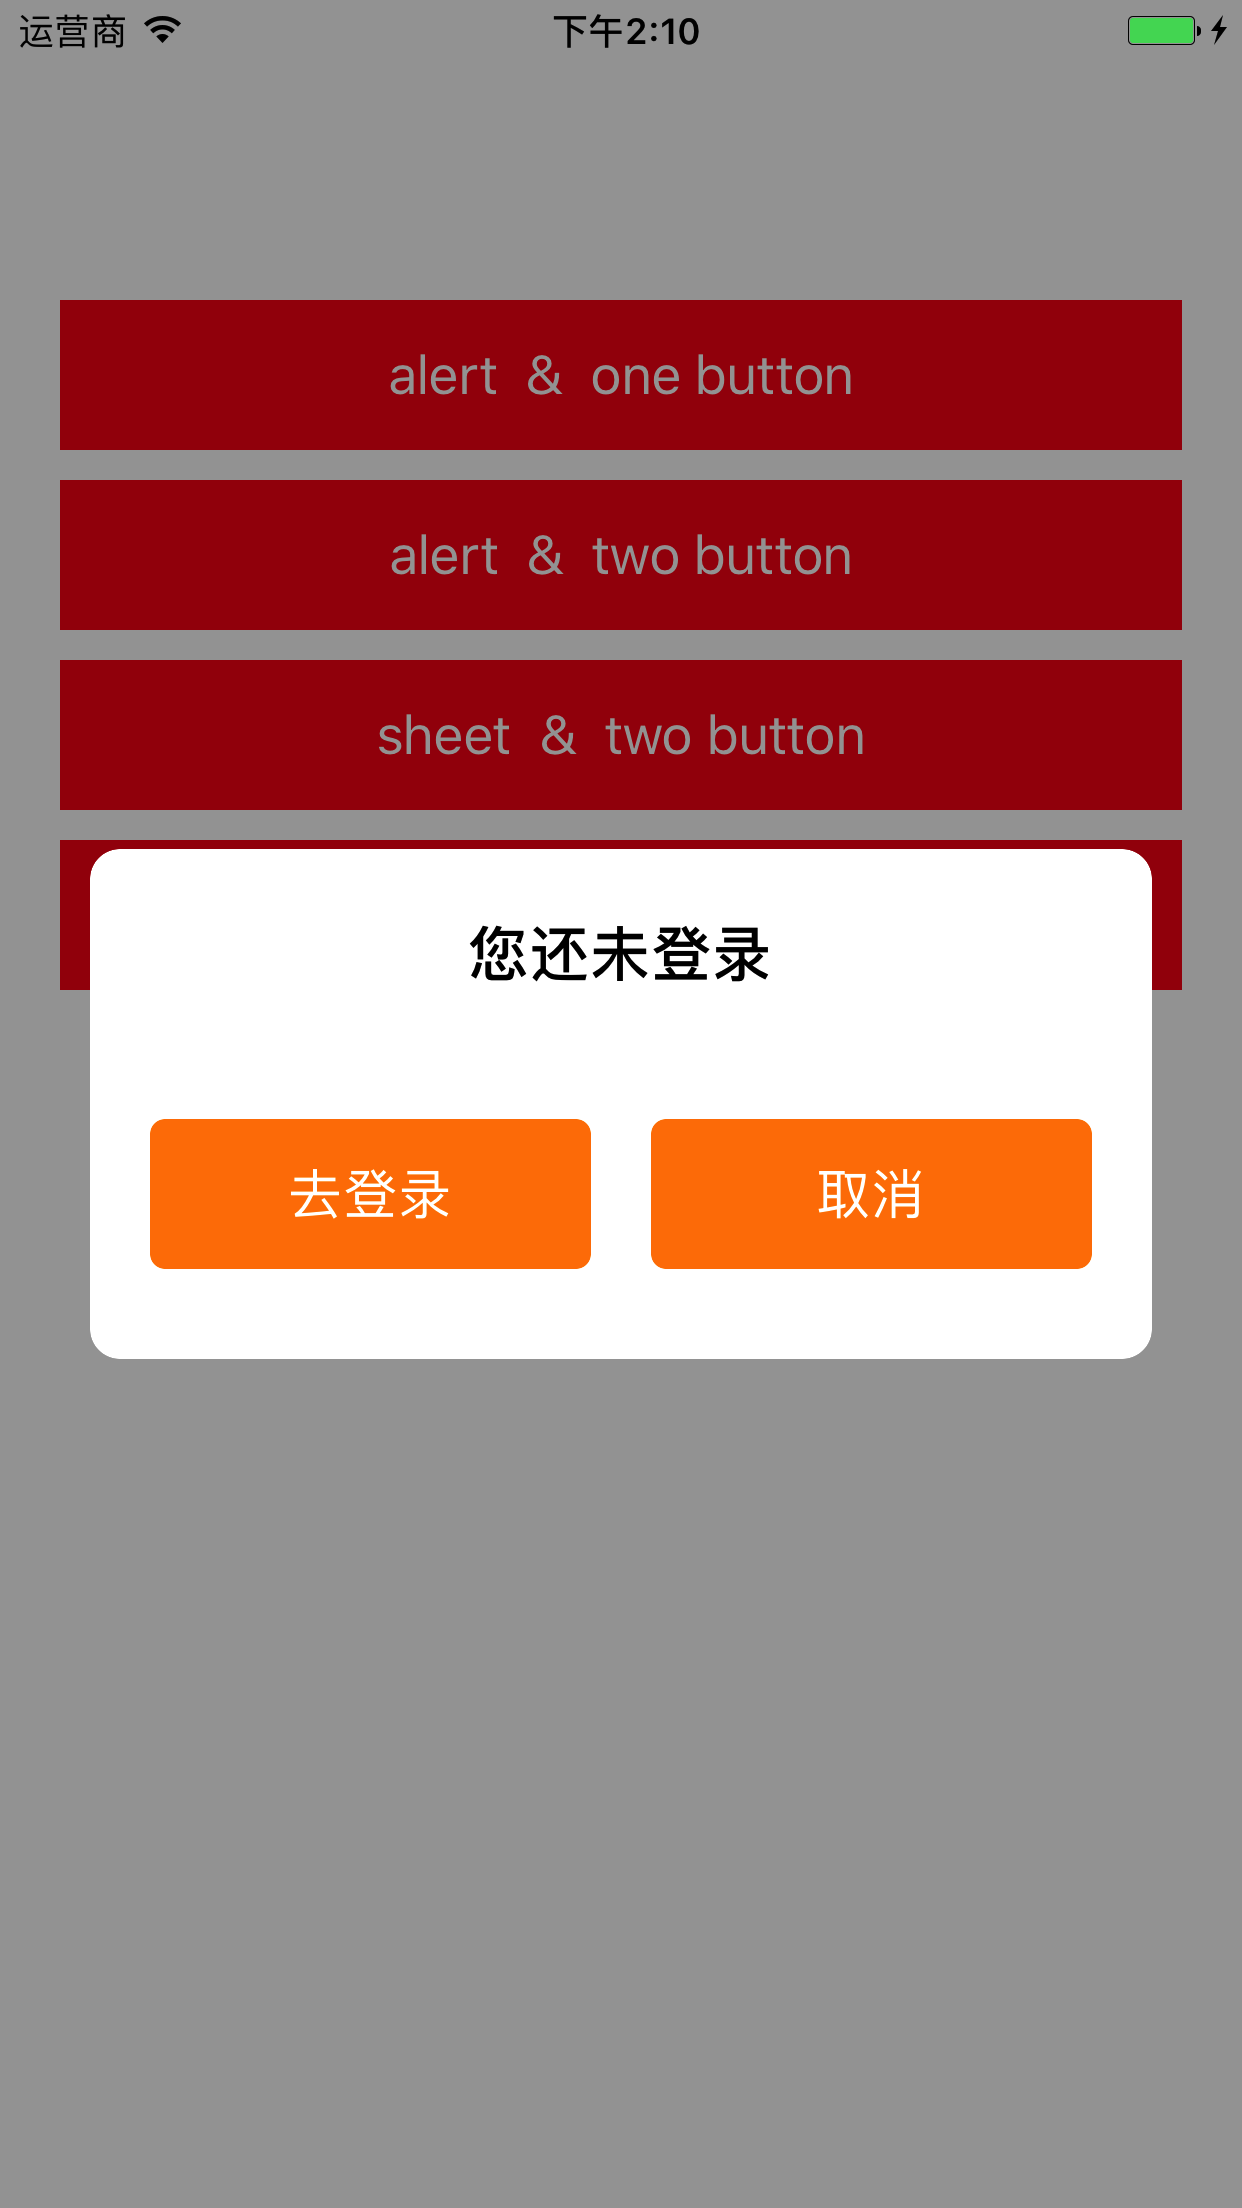 运营商 下午2:10
alert & one button
alert & two button
sheet & two button
您还未登录
去登录 取消